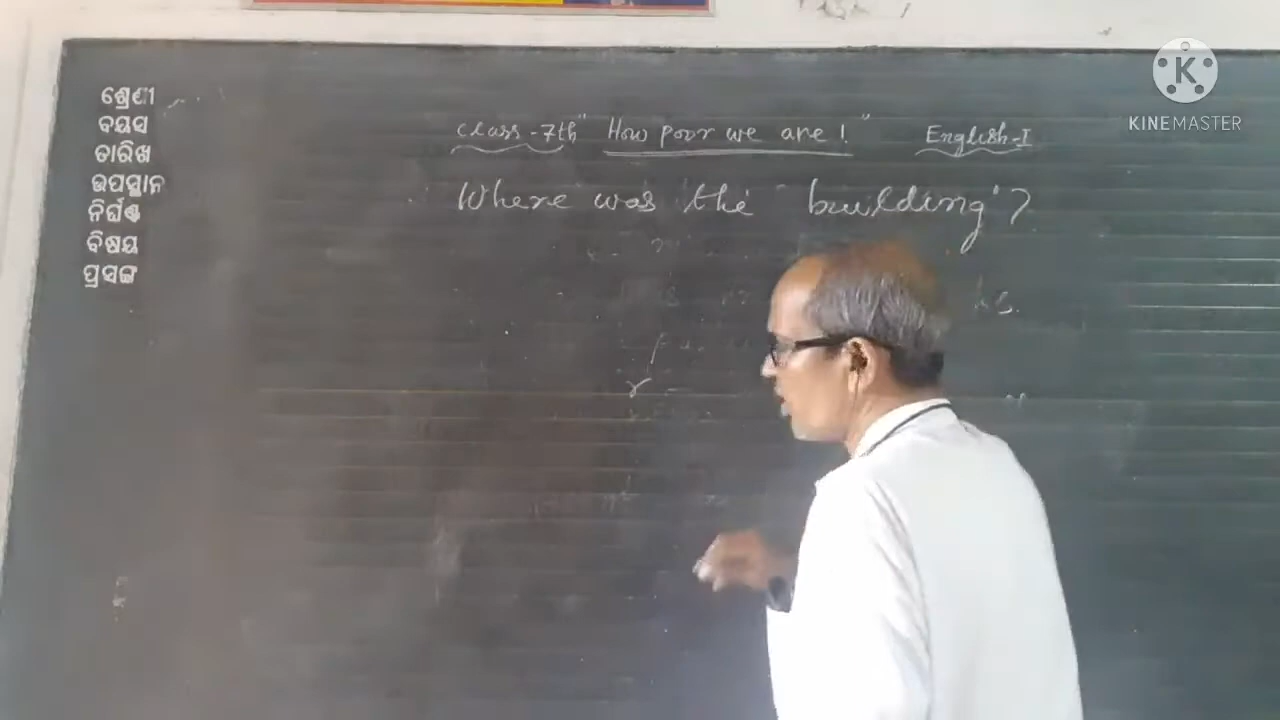 ଶ୍ରେଣୀ
ବୟସ
ତାରିଖ
ଉପସ୍ଥାନ
ନିର୍ଘଣ୍ଟ
ବିଷୟ
ପ୍ରସଙ୍ଗ
Class-7th "How poor we are!" English-I
Where was the "building"?
KINEMASTER